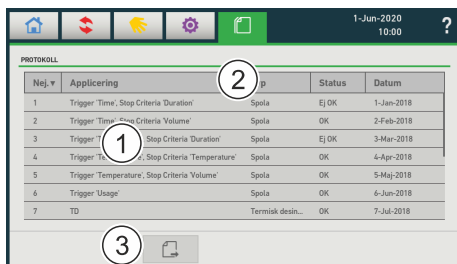 1-Jun-2020
10:00
?
PROTOKOLL
Nej. ▾ Applicering Status Datum
1 Trigger 'Time', Stop Criteria 'Duration' Spola Ej OK 1-Jan-2018
2 Trigger 'Time', Stop Criteria 'Volume' Spola OK 2-Feb-2018
3 Trigger Stop Criteria 'Duration' Spola Ej OK 3-Mar-2018
4 Trigger Stop Criteria 'Temperature' Spola OK 4-Apr-2018
5 Trigger 'Temperature', Stop Criteria 'Volume' Spola OK 5-Maj-2018
6 Trigger 'Usage' Spola OK 6-Jun-2018
7 TD Termisk desin... OK 7-Jul-2018
1
2
3